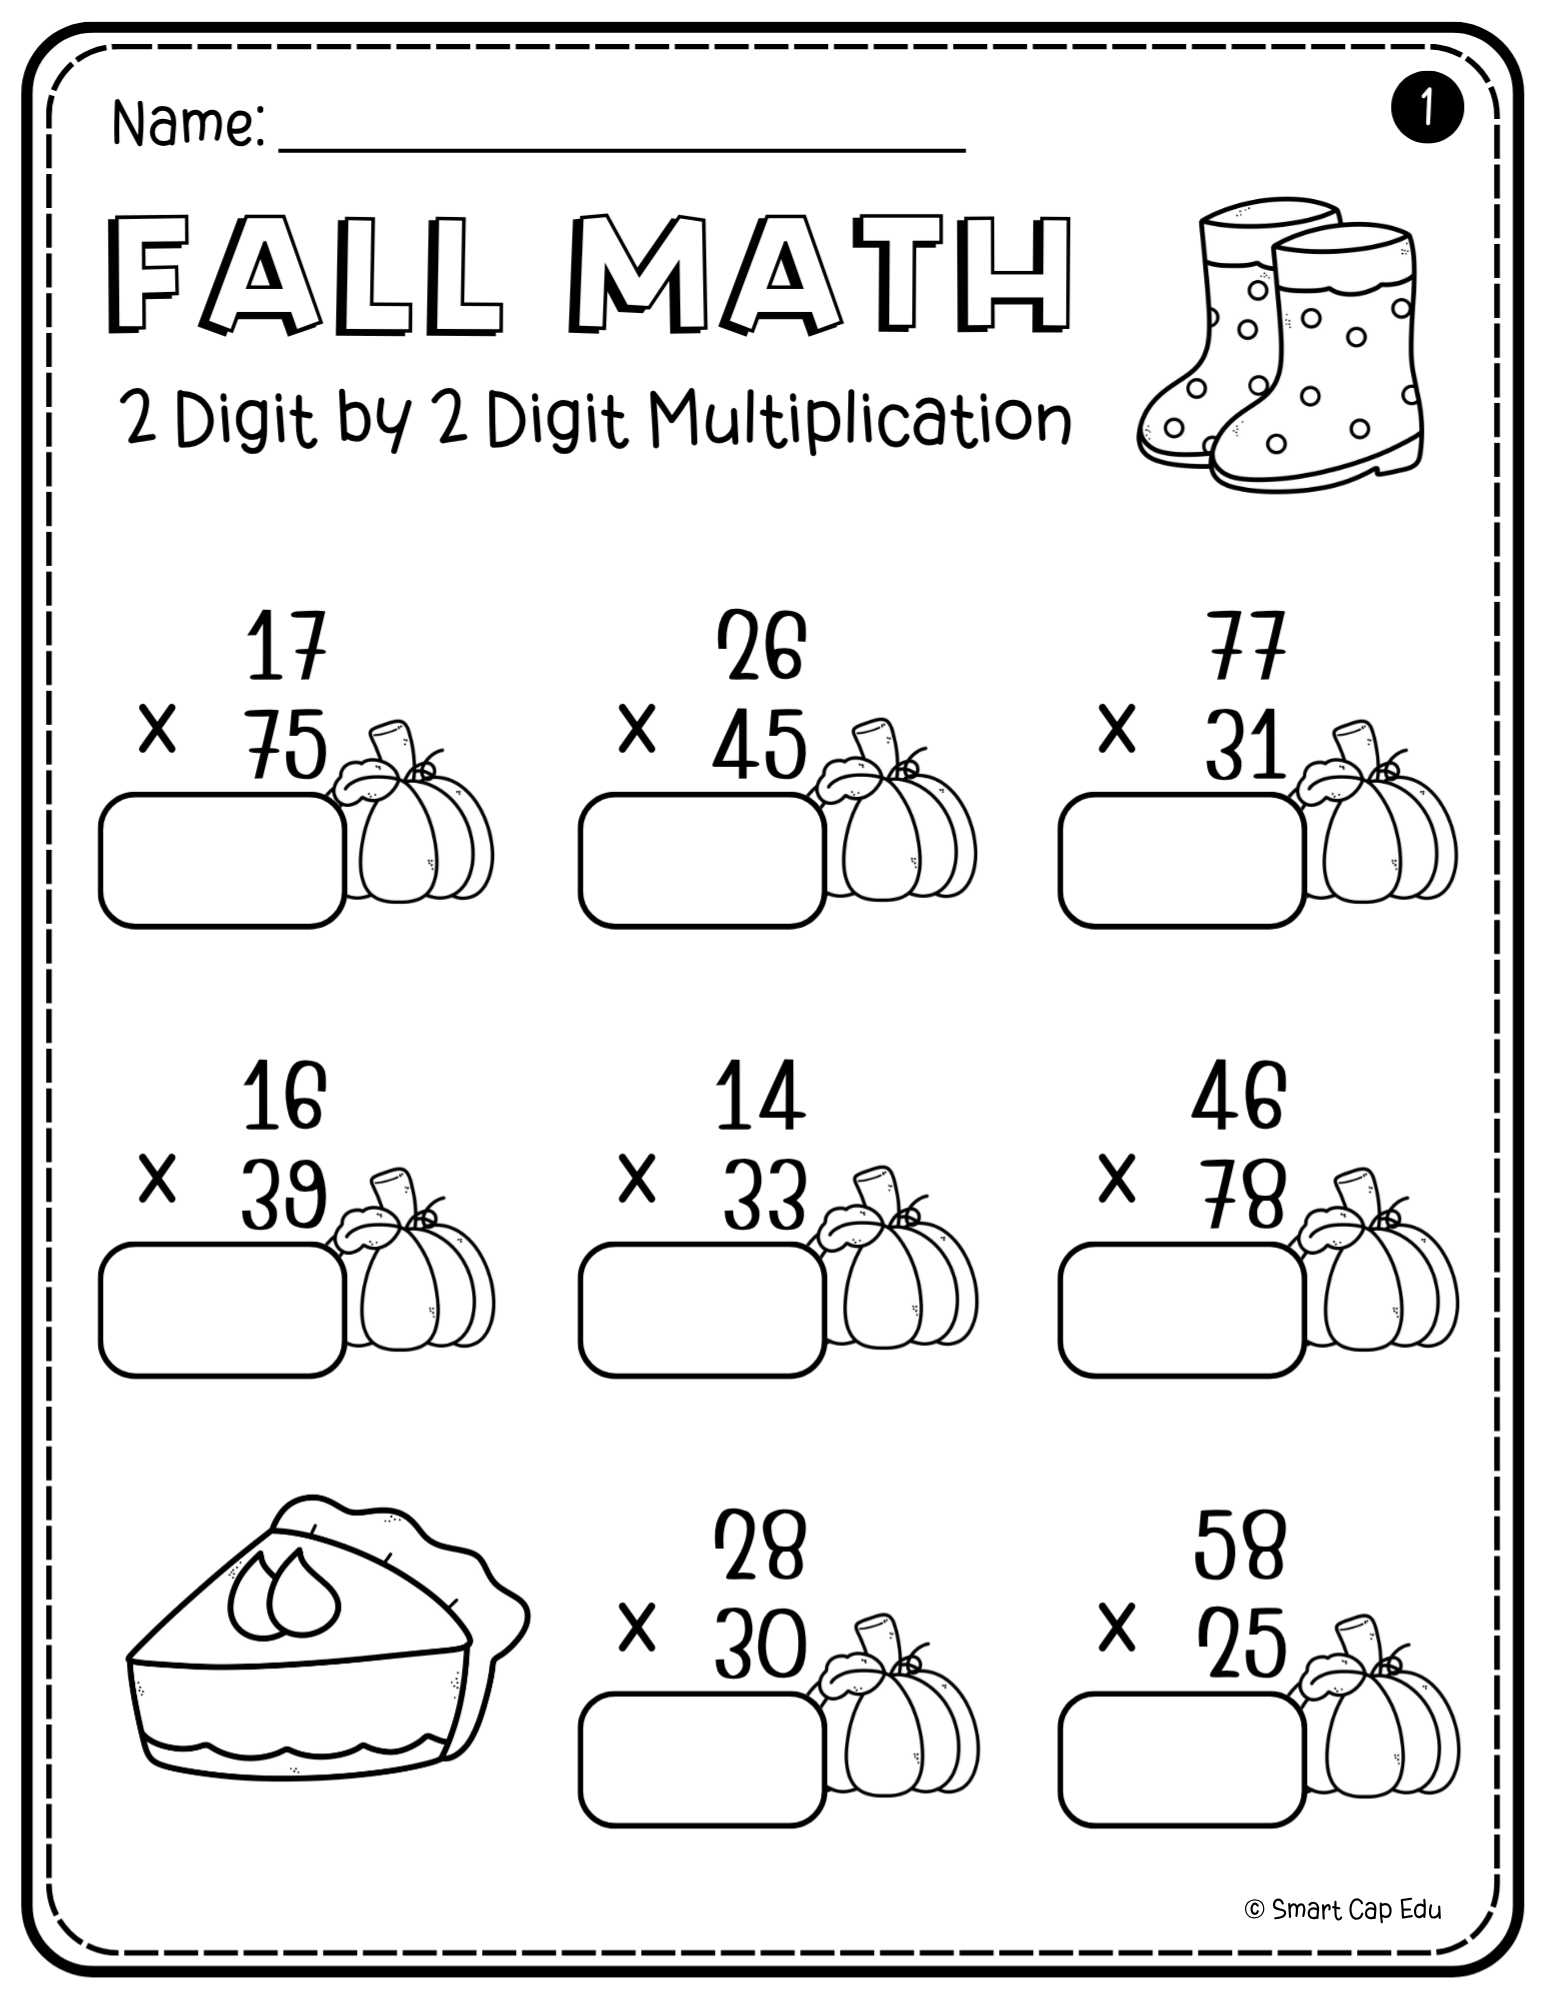 Name:
1
FALL MATH
2 Digit by 2 Digit Multiplication
17
x 75
26
x 45
77
x 31
16
x 39
14
x 33
46
x 78
28
x 30
58
x 25
© Smart Cap Edu